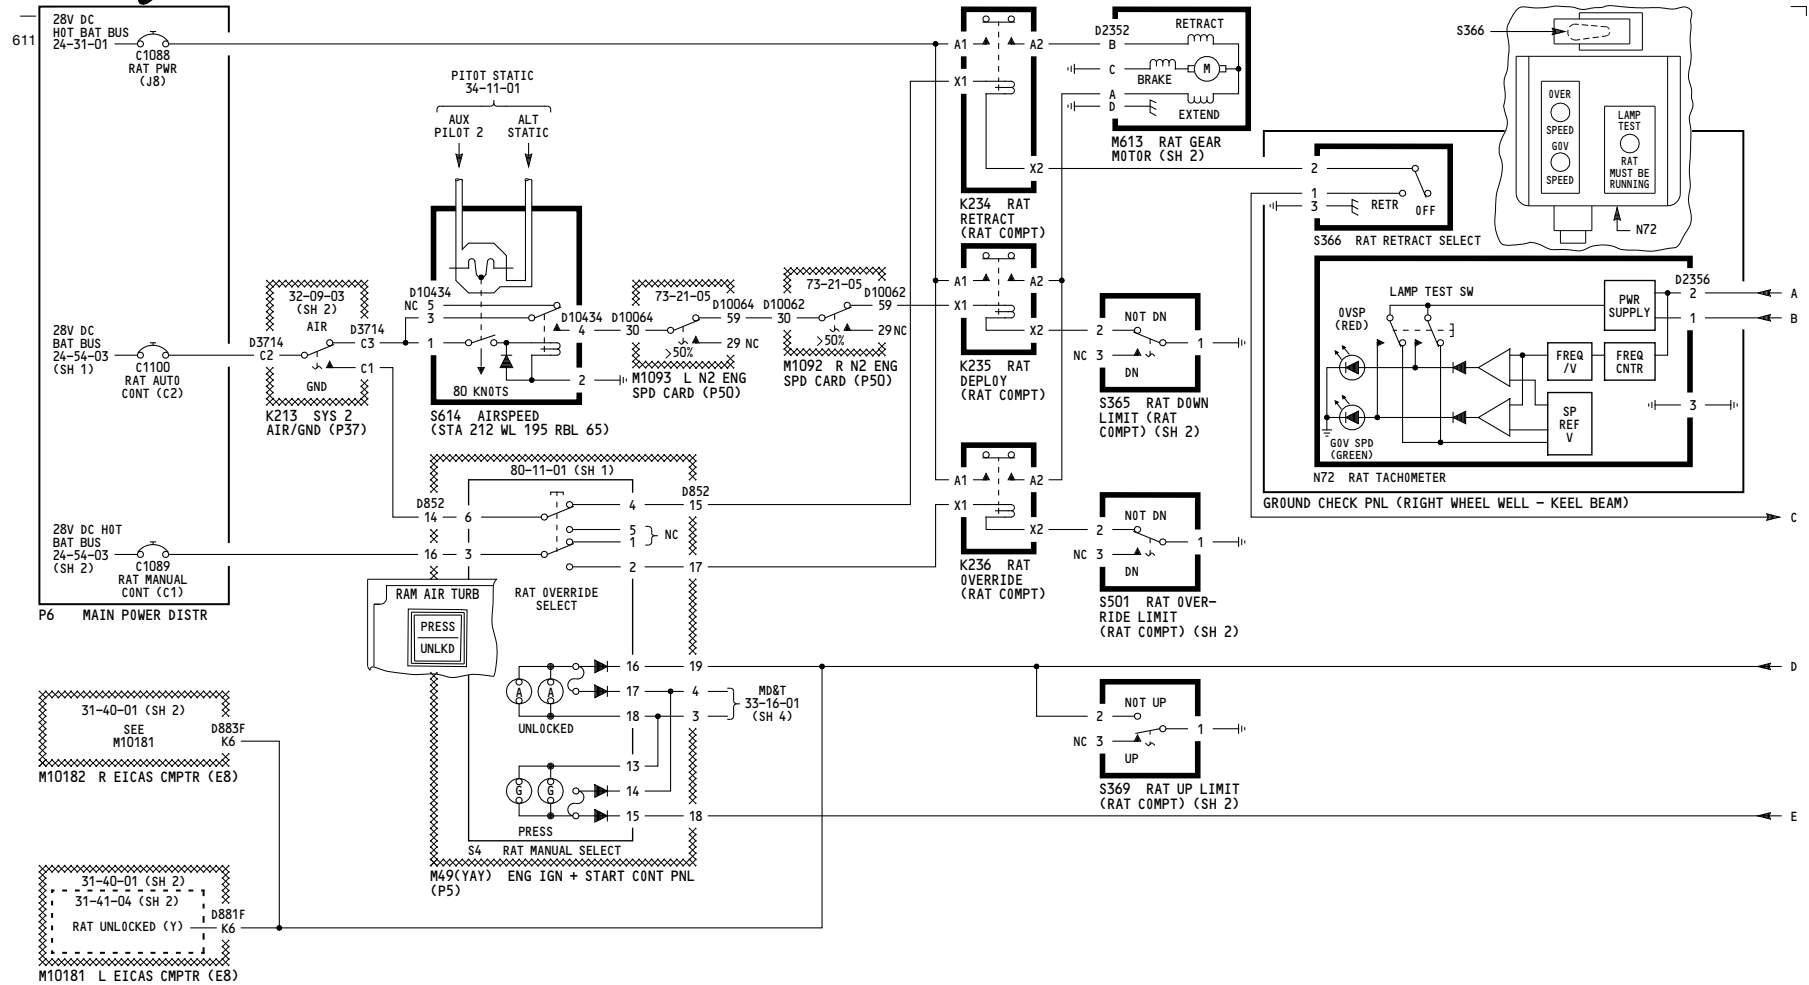 28V DC
HOT BAT BUS
24-31-01
611
C1088
RAT PWR
(J8)
28V DC
BAT BUS
24-54-03
(SH 1)
C1100
RAT AUTO
CONT (C2)
28V DC HOT
BAT BUS
24-54-03
(SH 2)
C1089
RAT MANUAL
CONT (C1)
P6 MAIN POWER DISTR
PITOT STATIC
34-11-01
AUX
PILOT 2
ALT
STATIC
32-09-03
(SH 2)
AIR
D3714
C2
D3714
C3
C1
GND
K213 SYS 2
AIR/GND (P37)
D10434
NC 5
3
1
D10434
4
2
80 KNOTS
S614 AIRSPEED
(STA 212 WL 195 RBL 65)
73-21-05
D10064
30
D10064
59
29 NC
>50%
M1093 L N2 ENG
SPD CARD (P50)
73-21-05
D10062
30
D10062
59
29 NC
>50%
M1092 R N2 ENG
SPD CARD (P50)
A1
A2
X1
X2
K234 RAT
RETRACT
(RAT COMPT)
A1
A2
X1
X2
K235 RAT
DEPLOY
(RAT COMPT)
A1
A2
X1
X2
K236 RAT
OVERRIDE
(RAT COMPT)
D2352
B
C
A
D
RETRACT
BRAKE
M
EXTEND
M613 RAT GEAR
MOTOR (SH 2)
NOT DN
2
1
NC 3
DN
S365 RAT DOWN
LIMIT (RAT
COMPT) (SH 2)
NOT DN
2
1
NC 3
DN
S501 RAT OVER-
RIDE LIMIT
(RAT COMPT) (SH 2)
NOT UP
2
1
NC 3
UP
S369 RAT UP LIMIT
(RAT COMPT) (SH 2)
2
1
3
RETR
OFF
S366 RAT RETRACT SELECT
S366
OVER
SPEED
GOV
SPEED
LAMP
TEST
RAT
MUST BE
RUNNING
N72
LAMP TEST SW
OVSP
(RED)
GOV SPD
(GREEN)
PWR
SUPPLY
FREQ
/V
FREQ
CNTR
SP
REF
V
D2356
2
1
3
N72 RAT TACHOMETER
GROUND CHECK PNL (RIGHT WHEEL WELL - KEEL BEAM)
A
B
C
D
E
80-11-01 (SH 1)
D852
14
6
16
3
4
5
1
NC
2
D852
15
17
RAT OVERRIDE
SELECT
RAM AIR TURB
PRESS
UNLKD
16
19
17
4
18
3
MD&T
33-16-01
(SH 4)
A
A
UNLOCKED
13
14
15
18
G
G
PRESS
S4 RAT MANUAL SELECT
M49(YAY) ENG IGN + START CONT PNL
(P5)
31-40-01 (SH 2)
SEE
M10181
D883F
K6
M10182 R EICAS CMPTR (E8)
31-40-01 (SH 2)
31-41-04 (SH 2)
RAT UNLOCKED (Y)
D881F
K6
M10181 L EICAS CMPTR (E8)